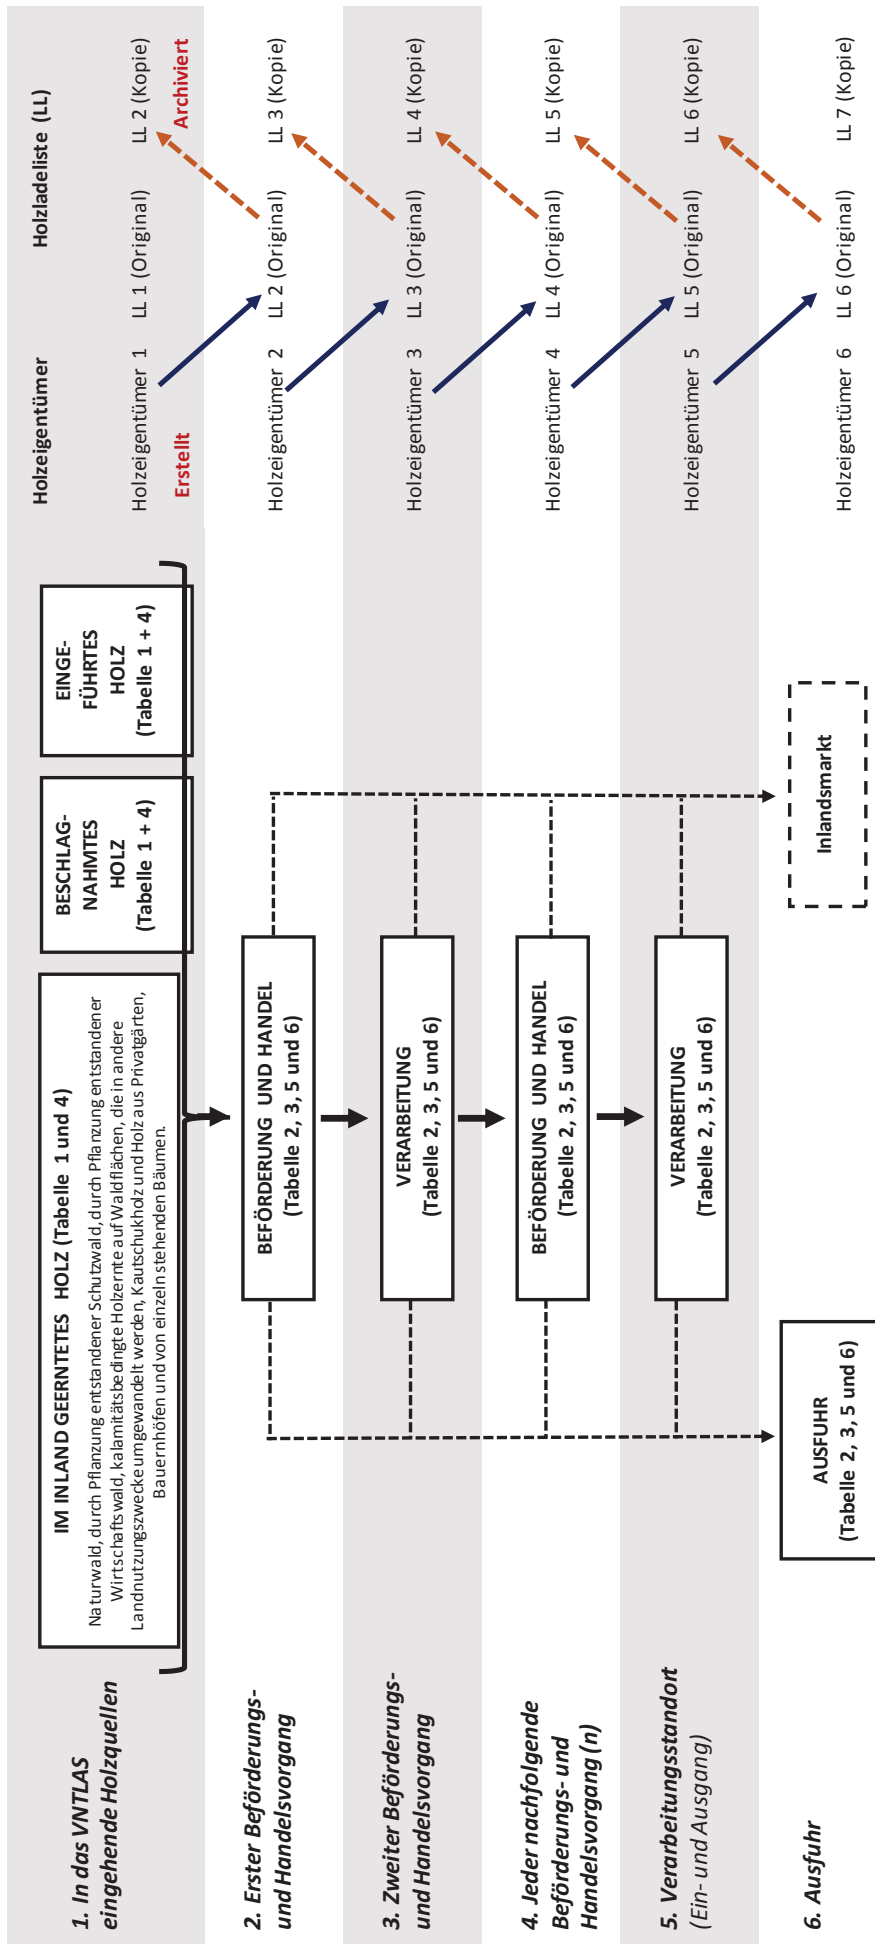 Holzeigentümer
Holzladeliste (LL)
1. In das VNTLAS
eingehende Holzquellen
IM INLAND GEERNTETES HOLZ (Tabelle 1 und 4)
Naturwald, durch Pflanzung entstandener Schutzwald, durch Pflanzung entstandener
Wirtschaftswald, kalamitätsbedingte Holzernte auf Waldflächen, die in andere
Landnutzungszwecke umgewandelt werden, Kautschukholz und Holz aus Privatgärten,
Bauernhöfen und von einzeln stehenden Bäumen.
BESCHLAG-
NAHMTES
HOLZ
(Tabelle 1 + 4)
EINGE-
FÜHRTES
HOLZ
(Tabelle 1 + 4)
Holzeigentümer 1
LL 1 (Original)
LL 2 (Kopie)
Erstellt
Archiviert
2. Erster Beförderungs-
und Handelsvorgang
BEFÖRDERUNG UND HANDEL
(Tabelle 2, 3, 5 und 6)
Holzeigentümer 2
LL 2 (Original)
LL 3 (Kopie)
3. Zweiter Beförderungs-
und Handelsvorgang
VERARBEITUNG
(Tabelle 2, 3, 5 und 6)
Holzeigentümer 3
LL 3 (Original)
LL 4 (Kopie)
4. Jeder nachfolgende
Beförderungs- und
Handelsvorgang (n)
BEFÖRDERUNG UND HANDEL
(Tabelle 2, 3, 5 und 6)
Holzeigentümer 4
LL 4 (Original)
LL 5 (Kopie)
5. Verarbeitungsstandort
(Ein- und Ausgang)
VERARBEITUNG
(Tabelle 2, 3, 5 und 6)
Holzeigentümer 5
LL 5 (Original)
LL 6 (Kopie)
6. Ausfuhr
AUSFUHR
(Tabelle 2, 3, 5 und 6)
Inlandsmarkt
Holzeigentümer 6
LL 6 (Original)
LL 7 (Kopie)